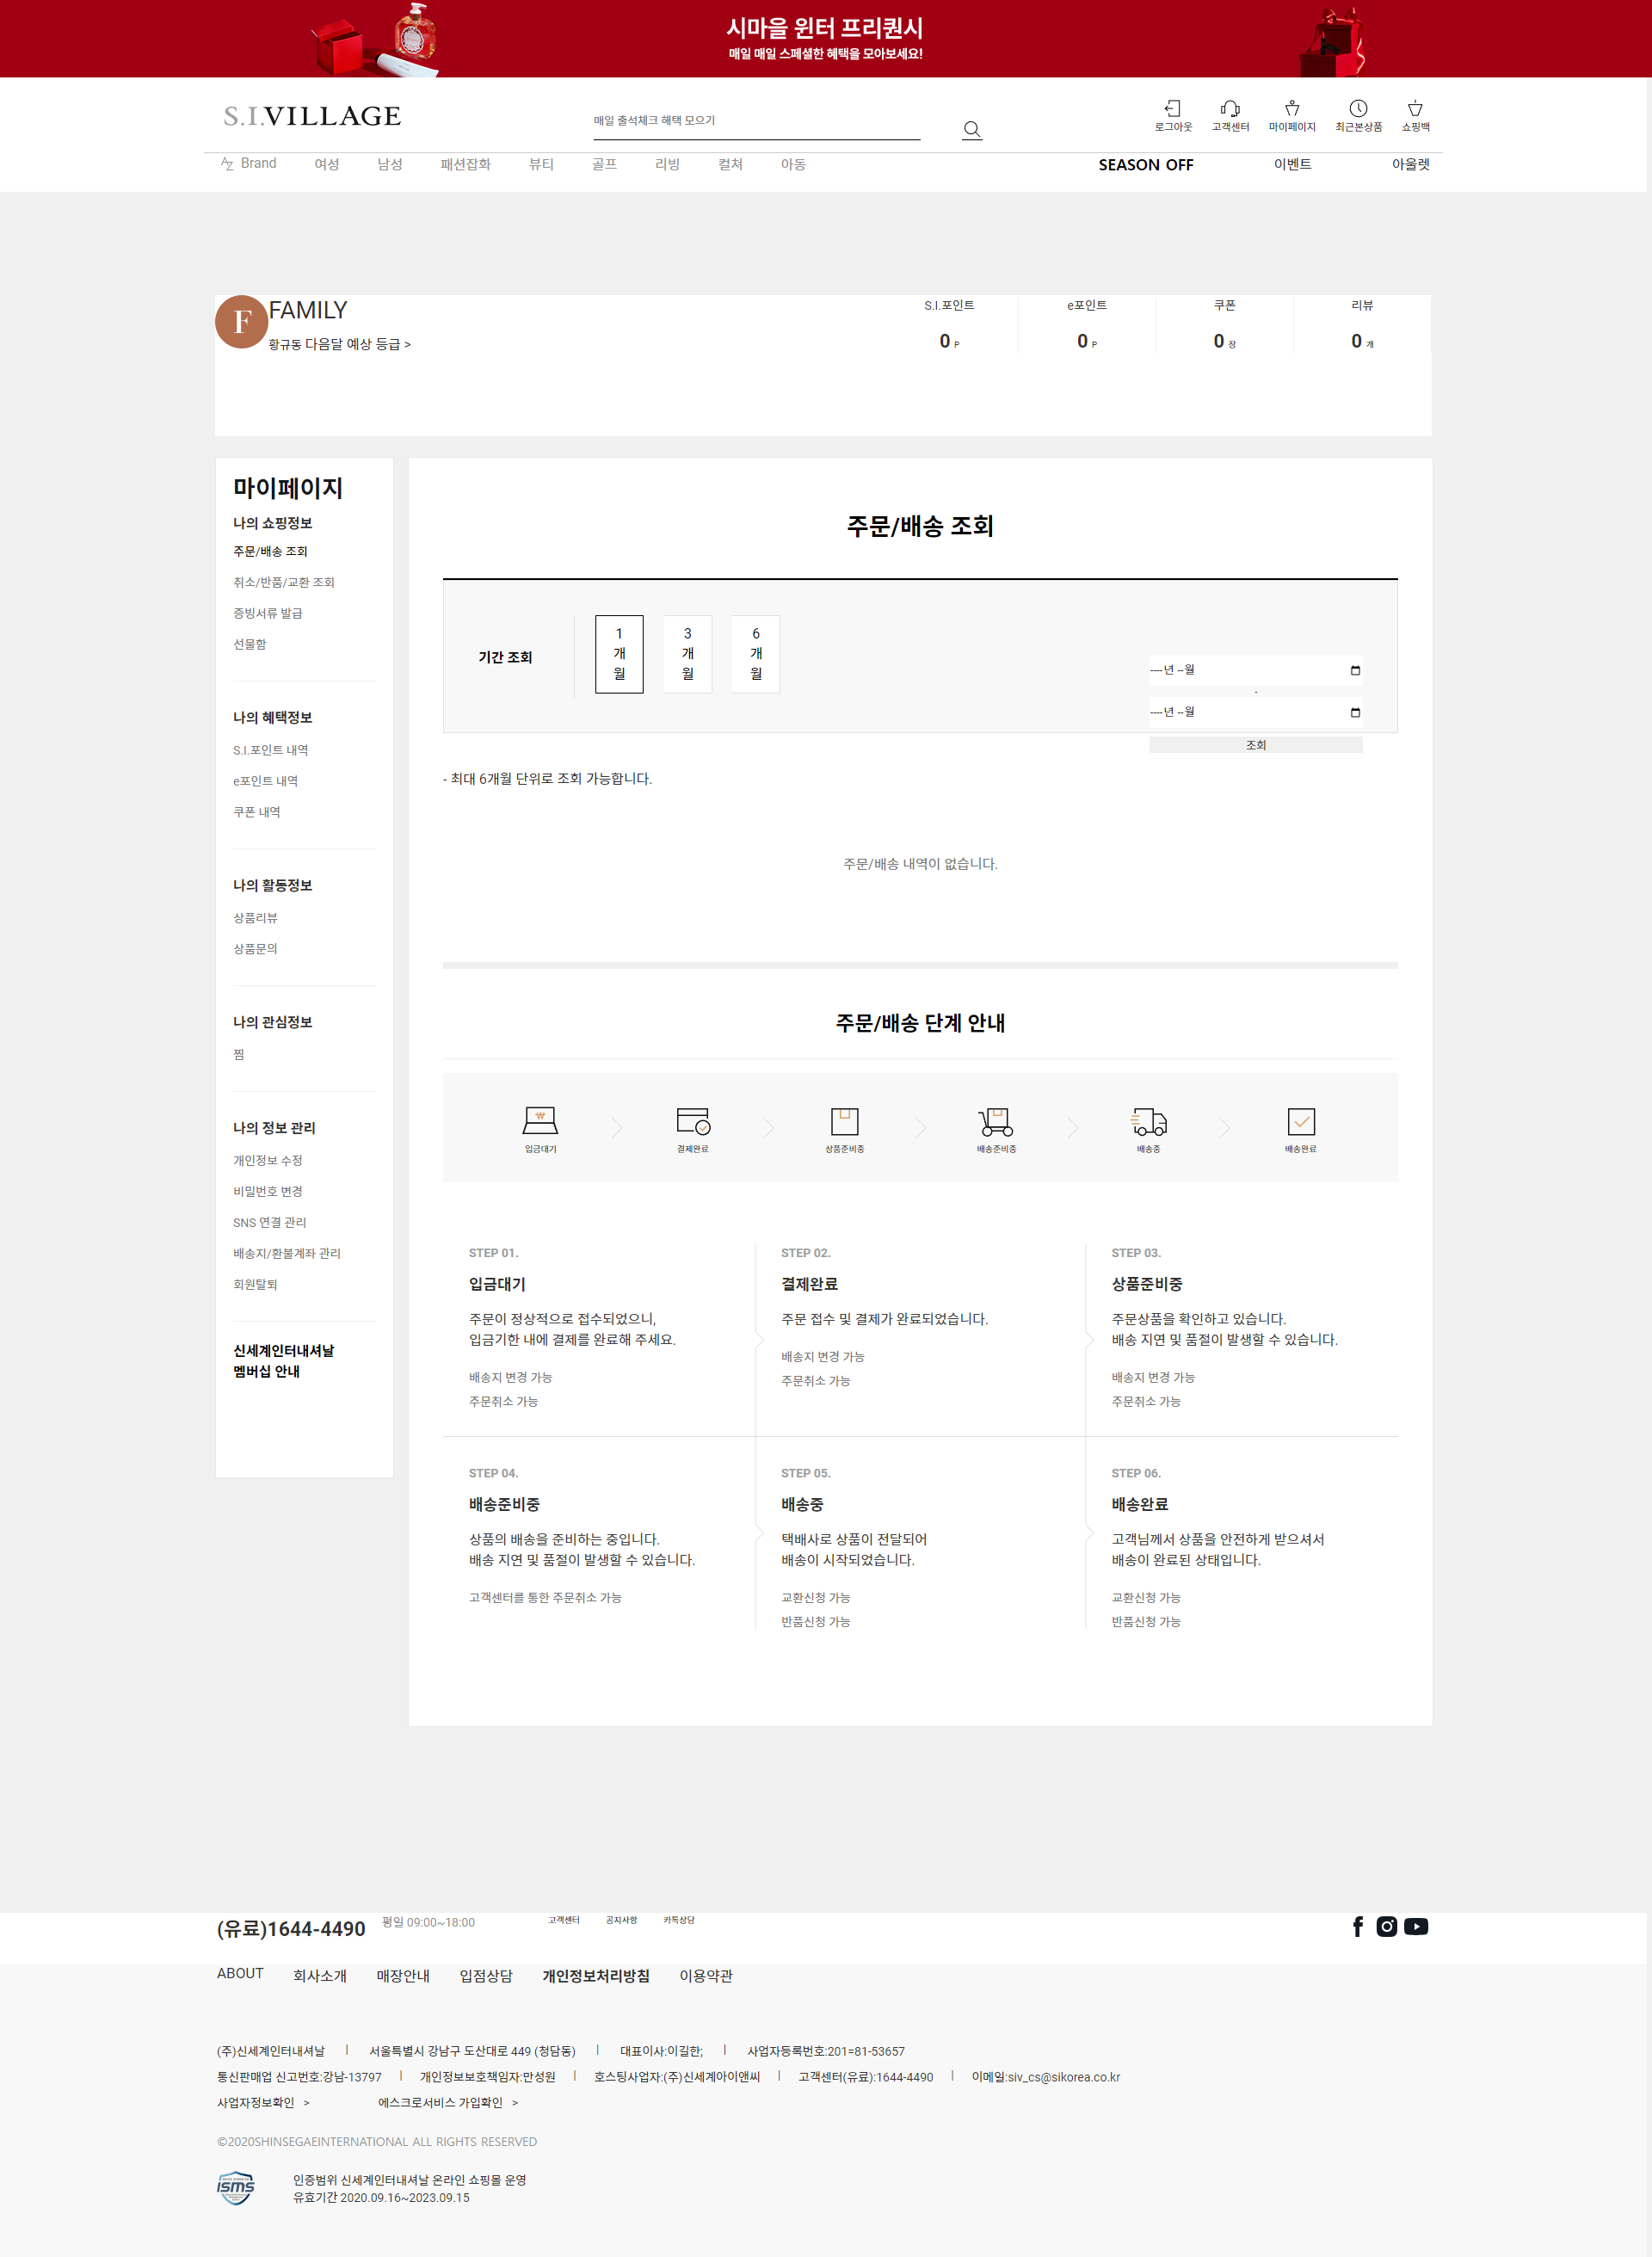 시마을 윈터 프리퀀시
매일 매일 스페셜한 혜택을 모아보세요!
S.I.VILLAGE
매일 출석체크 혜택 모으기
로그아웃 고객센터 마이페이지 최근본상품 쇼핑백
AZ Brand 여성 남성 패션잡화 뷰티 골프 리빙 컬쳐 아동 SEASON OFF 이벤트 아울렛
F FAMILY
황규동 다음달 예상 등급 >
S.I.포인트 e포인트 쿠폰 리뷰
0 P 0 P 0 장 0 개
마이페이지
나의 쇼핑정보
주문/배송 조회
취소/반품/교환 조회
증빙서류 발급
선물함
나의 혜택정보
S.I.포인트 내역
e포인트 내역
쿠폰 내역
나의 활동정보
상품리뷰
상품문의
나의 관심정보
찜
나의 정보 관리
개인정보 수정
비밀번호 변경
SNS 연결 관리
배송지/환불계좌 관리
회원탈퇴
신세계인터내셔날
멤버십 안내
주문/배송 조회
기간 조회
1
개
월
3
개
월
6
개
월
----년 --월
.
----년 --월
조회
- 최대 6개월 단위로 조회 가능합니다.
주문/배송 내역이 없습니다.
주문/배송 단계 안내
입금대기 결제완료 상품준비중 배송준비중 배송중 배송완료
STEP 01.
입금대기
주문이 정상적으로 접수되었으니,
입금기한 내에 결제를 완료해 주세요.
배송지 변경 가능
주문취소 가능
STEP 02.
결제완료
주문 접수 및 결제가 완료되었습니다.
배송지 변경 가능
주문취소 가능
STEP 03.
상품준비중
주문상품을 확인하고 있습니다.
배송 지연 및 품절이 발생할 수 있습니다.
배송지 변경 가능
주문취소 가능
STEP 04.
배송준비중
상품의 배송을 준비하는 중입니다.
배송 지연 및 품절이 발생할 수 있습니다.
고객센터를 통한 주문취소 가능
STEP 05.
배송중
택배사로 상품이 전달되어
배송이 시작되었습니다.
교환신청 가능
반품신청 가능
STEP 06.
배송완료
고객님께서 상품을 안전하게 받으셔서
배송이 완료된 상태입니다.
교환신청 가능
반품신청 가능
(유료)1644-4490 평일 09:00~18:00 고객센터 공지사항 카톡상담
ABOUT 회사소개 매장안내 입점상담 개인정보처리방침 이용약관
(주)신세계인터내셔날 | 서울특별시 강남구 도산대로 449 (청담동) | 대표이사:이길한; | 사업자등록번호:201=81-53657
통신판매업 신고번호:강남-13797 | 개인정보보호책임자:만성원 | 호스팅사업자:(주)신세계아이앤씨 | 고객센터(유료):1644-4490 | 이메일:siv_cs@sikorea.co.kr
사업자정보확인 > 에스크로서비스 가입확인 >
©2020SHINSEGAEINTERNATIONAL ALL RIGHTS RESERVED
ISMS
인증범위 신세계인터내셔날 온라인 쇼핑몰 운영
유효기간 2020.09.16~2023.09.15